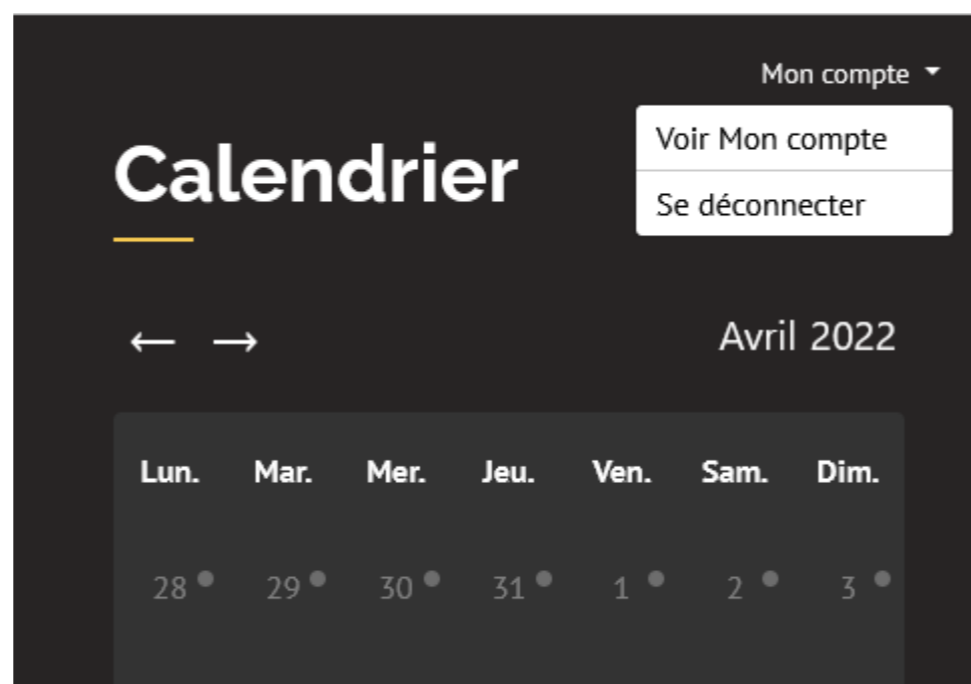 Mon compte
Voir Mon compte
Se déconnecter
Calendrier
← → Avril 2022
Lun. Mar. Mer. Jeu. Ven. Sam. Dim.
28 29 30 31 1 2 3